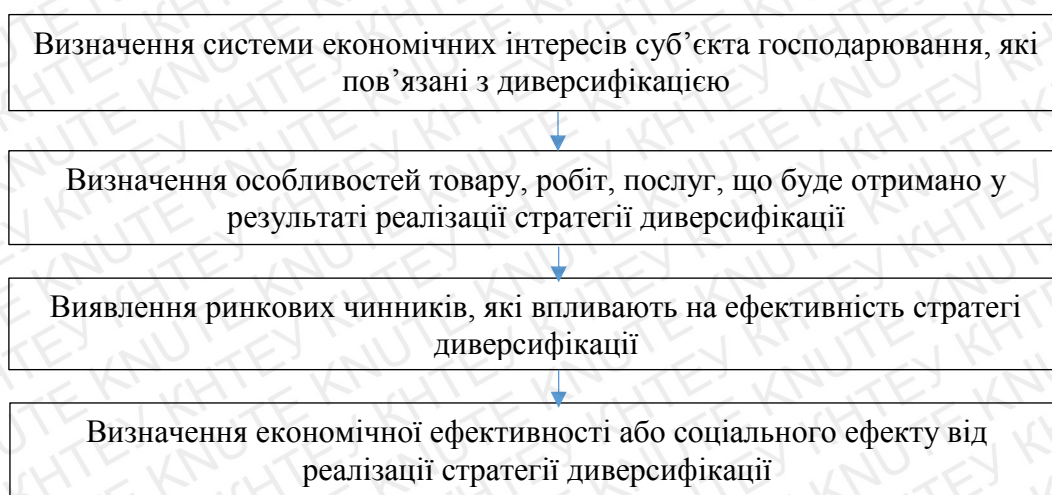 Визначення системи економічних інтересів суб’єкта господарювання, які
пов’язані з диверсифікацією
Визначення особливостей товару, робіт, послуг, що буде отримано у
результаті реалізації стратегії диверсифікації
Виявлення ринкових чинників, які впливають на ефективність стратегі
диверсифікації
Визначення економічної ефективності або соціального ефекту від
реалізації стратегії диверсифікації